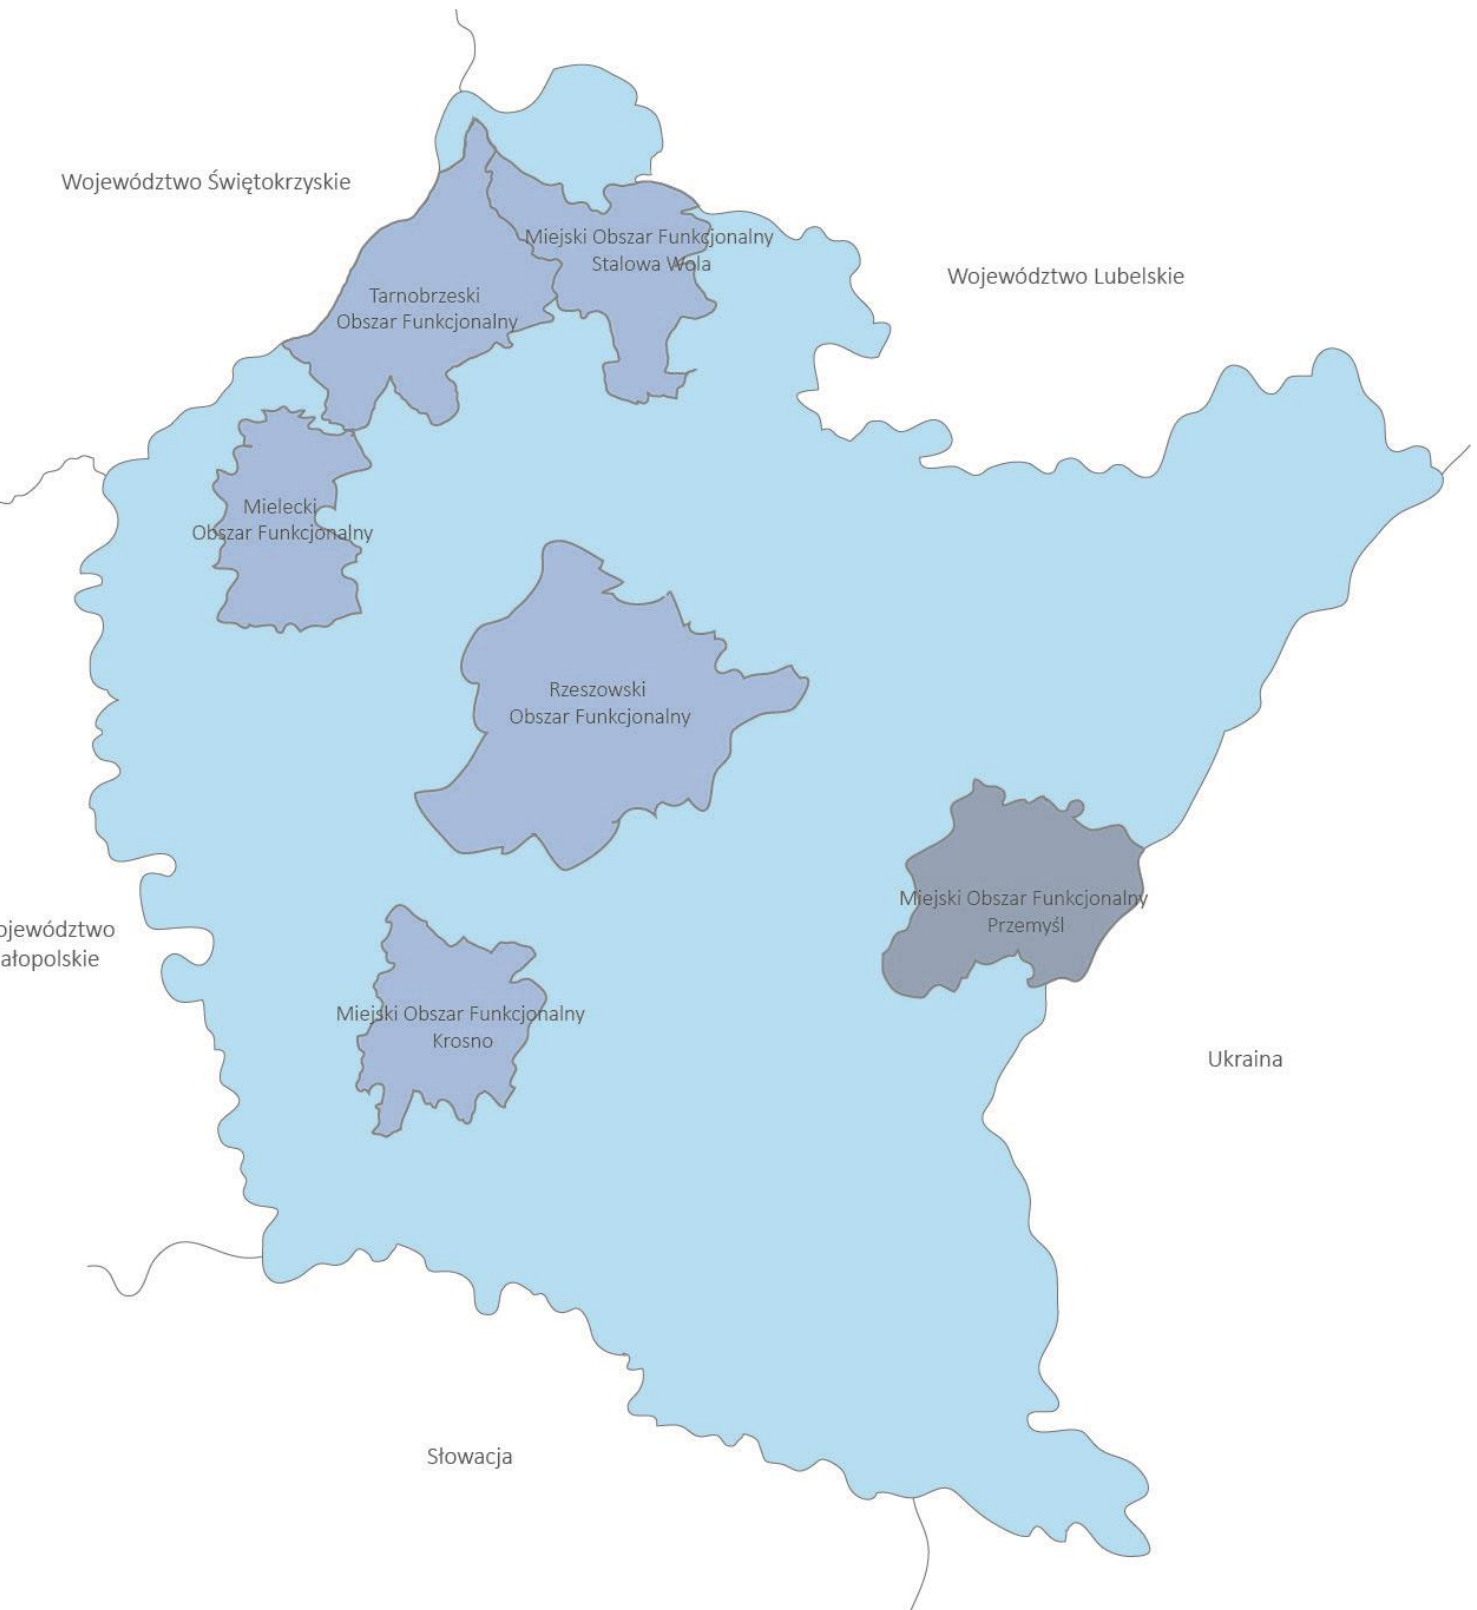 Województwo Świętokrzyskie
Miejski Obszar Funkcjonalny
Stalowa Wola
Województwo Lubelskie
Tarnobrzeski
Obszar Funkcjonalny
Mielecki
Obszar Funkcjonalny
Rzeszowski
Obszar Funkcjonalny
Miejski Obszar Funkcjonalny
Przemyśl
ojewództwo
ałopolskie
Miejski Obszar Funkcjonalny
Krosno
Ukraina
Słowacja